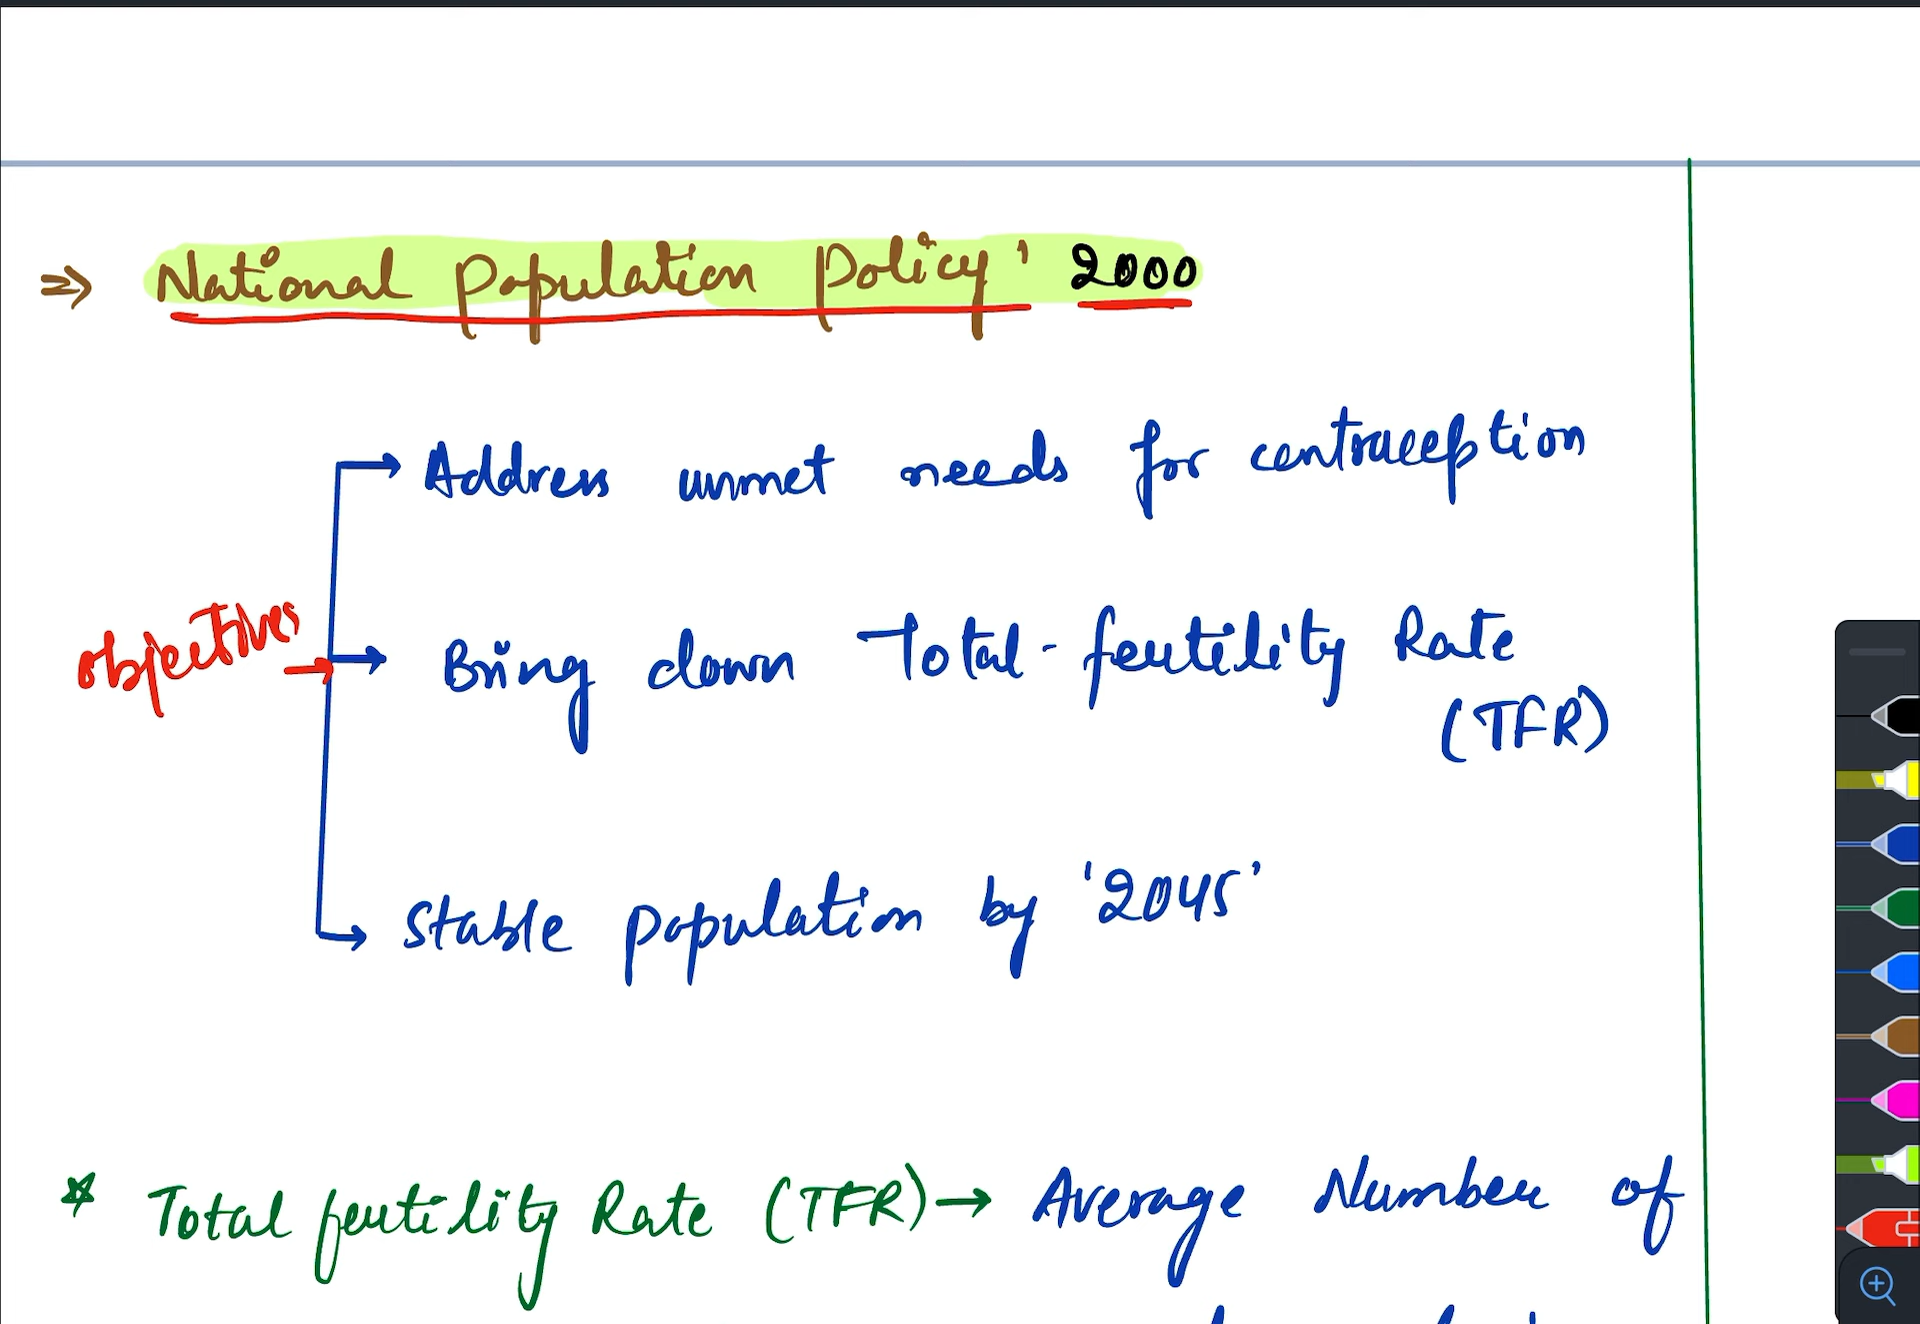 ⇒ National Population Policy' 2000
→ Address unmet needs for contraception
objectives → → Bring down Total-fertility Rate
(TFR)
→ Stable population by '2045'
* Total fertility Rate (TFR) → Average Number of